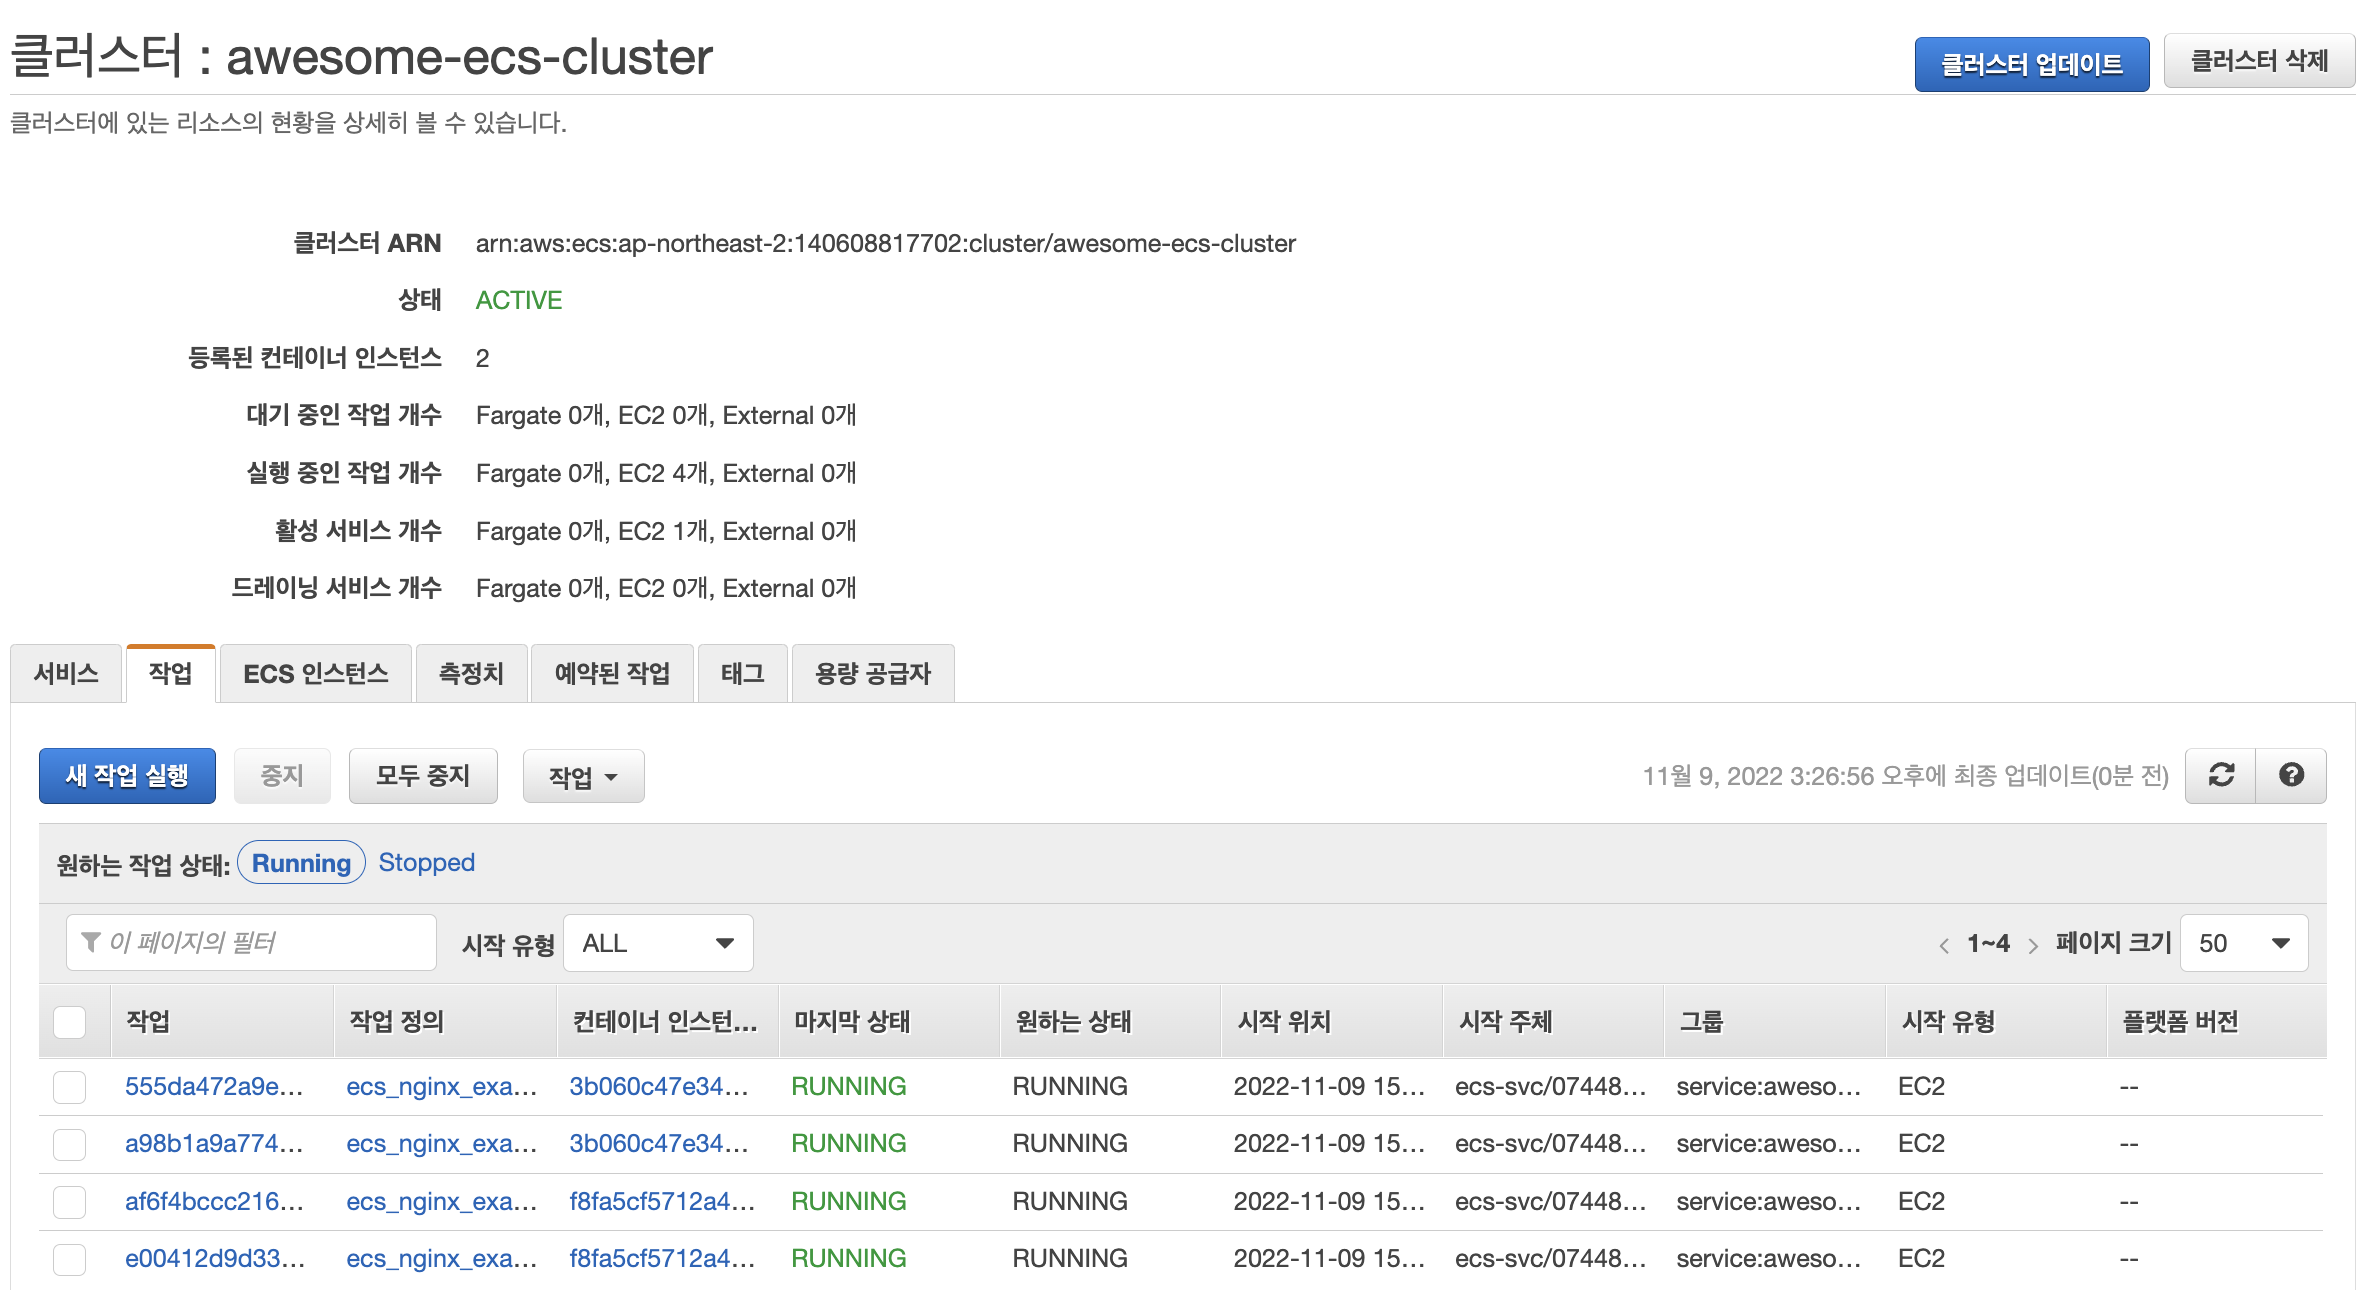 클러스터 : awesome-ecs-cluster
클러스터 업데이트
클러스터 삭제
클러스터에 있는 리소스의 현황을 상세히 볼 수 있습니다.
클러스터 ARN arn:aws:ecs:ap-northeast-2:140608817702:cluster/awesome-ecs-cluster
상태 ACTIVE
등록된 컨테이너 인스턴스 2
대기 중인 작업 개수 Fargate 0개, EC2 0개, External 0개
실행 중인 작업 개수 Fargate 0개, EC2 4개, External 0개
활성 서비스 개수 Fargate 0개, EC2 1개, External 0개
드레이닝 서비스 개수 Fargate 0개, EC2 0개, External 0개
서비스 작업 ECS 인스턴스 측정치 예약된 작업 태그 용량 공급자
새 작업 실행 중지 모두 중지 작업 11월 9, 2022 3:26:56 오후에 최종 업데이트(0분 전)
원하는 작업 상태: Running Stopped
이 페이지의 필터 시작 유형 ALL < 1~4 > 페이지 크기 50
작업 작업 정의 컨테이너 인스턴... 마지막 상태 원하는 상태 시작 위치 시작 주체 그룹 시작 유형 플랫폼 버전
555da472a9e... ecs_nginx_exa... 3b060c47e34... RUNNING RUNNING 2022-11-09 15... ecs-svc/07448... service:aweso... EC2 --
a98b1a9a774... ecs_nginx_exa... 3b060c47e34... RUNNING RUNNING 2022-11-09 15... ecs-svc/07448... service:aweso... EC2 --
af6f4bccc216... ecs_nginx_exa... f8fa5cf5712a4... RUNNING RUNNING 2022-11-09 15... ecs-svc/07448... service:aweso... EC2 --
e00412d9d33... ecs_nginx_exa... f8fa5cf5712a4... RUNNING RUNNING 2022-11-09 15... ecs-svc/07448... service:aweso... EC2 --